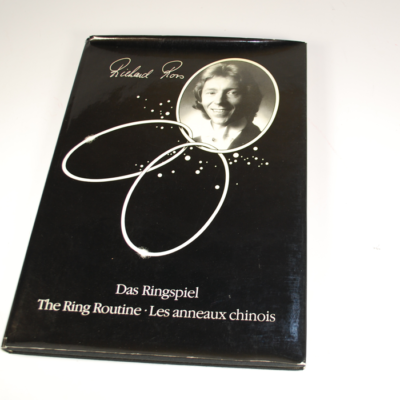 Richard Ross
Das Ringspiel
The Ring Routine · Les anneaux chinois